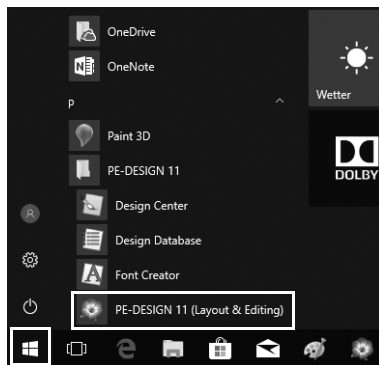 OneDrive
OneNote
P
Wetter
Paint 3D
PE-DESIGN 11
DOLBY
Design Center
Design Database
Font Creator
PE-DESIGN 11 (Layout & Editing)